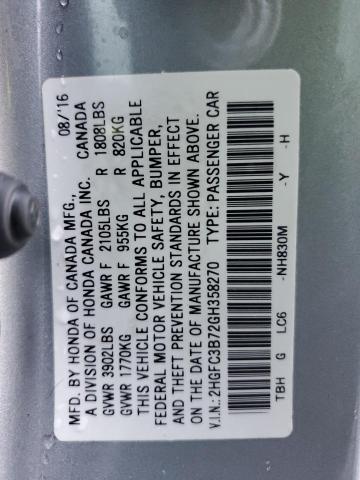 MFD. BY HONDA OF CANADA MFG., 08/'16
A DIVISION OF HONDA CANADA INC. CANADA
GVWR 3902LBS GAWR F 2105LBS R 1808LBS
GVWR 1770KG GAWR F 955KG R 820KG
THIS VEHICLE CONFORMS TO ALL APPLICABLE
FEDERAL MOTOR VEHICLE SAFETY, BUMPER,
AND THEFT PREVENTION STANDARDS IN EFFECT
ON THE DATE OF MANUFACTURE SHOWN ABOVE.
V.I.N.: 2HGFC3B72GH358270 TYPE: PASSENGER CAR
TBH G LC6 -NH830M -Y -H